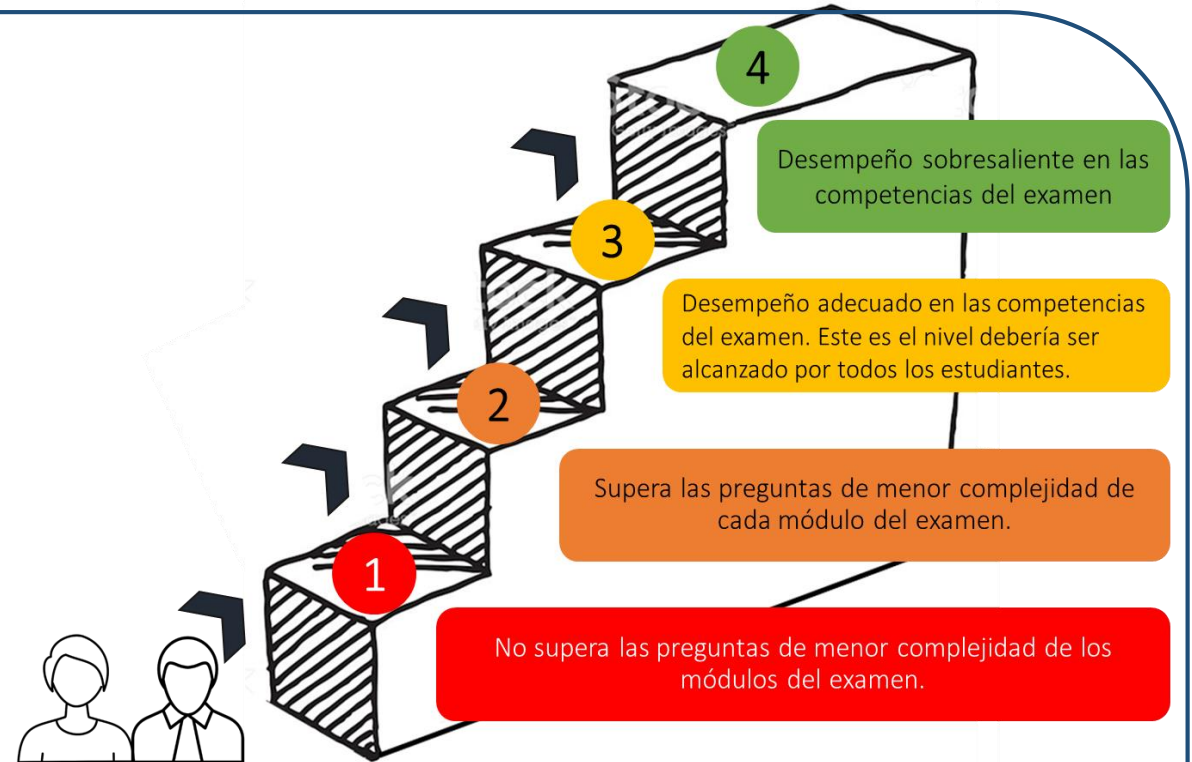 4
Desempeño sobresaliente en las
competencias del examen
3
Desempeño adecuado en las competencias
del examen. Este es el nivel debería ser
alcanzado por todos los estudiantes.
2
Supera las preguntas de menor complejidad de
cada módulo del examen.
1
No supera las preguntas de menor complejidad de los
módulos del examen.